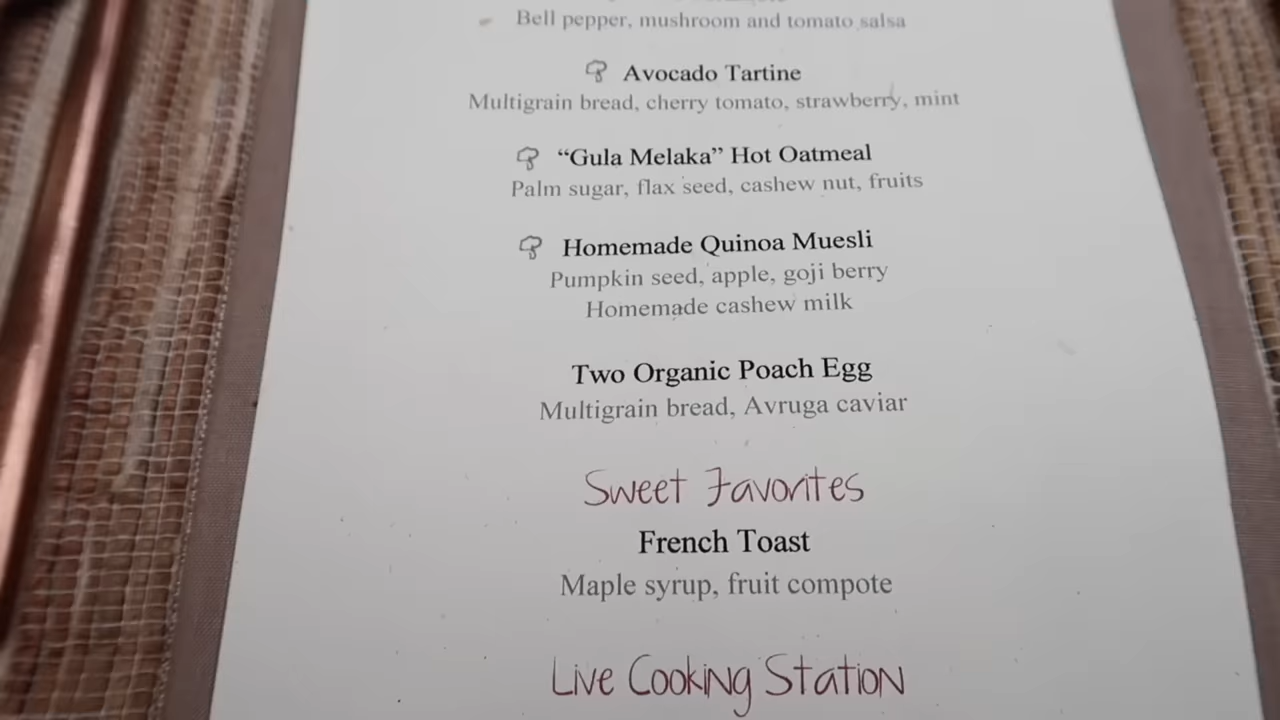 Bell pepper, mushroom and tomato salsa
Avocado Tartine
Multigrain bread, cherry tomato, strawberry, mint
“Gula Melaka” Hot Oatmeal
Palm sugar, flax seed, cashew nut, fruits
Homemade Quinoa Muesli
Pumpkin seed, apple, goji berry
Homemade cashew milk
Two Organic Poach Egg
Multigrain bread, Avruga caviar
Sweet Favorites
French Toast
Maple syrup, fruit compote
Live Cooking Station